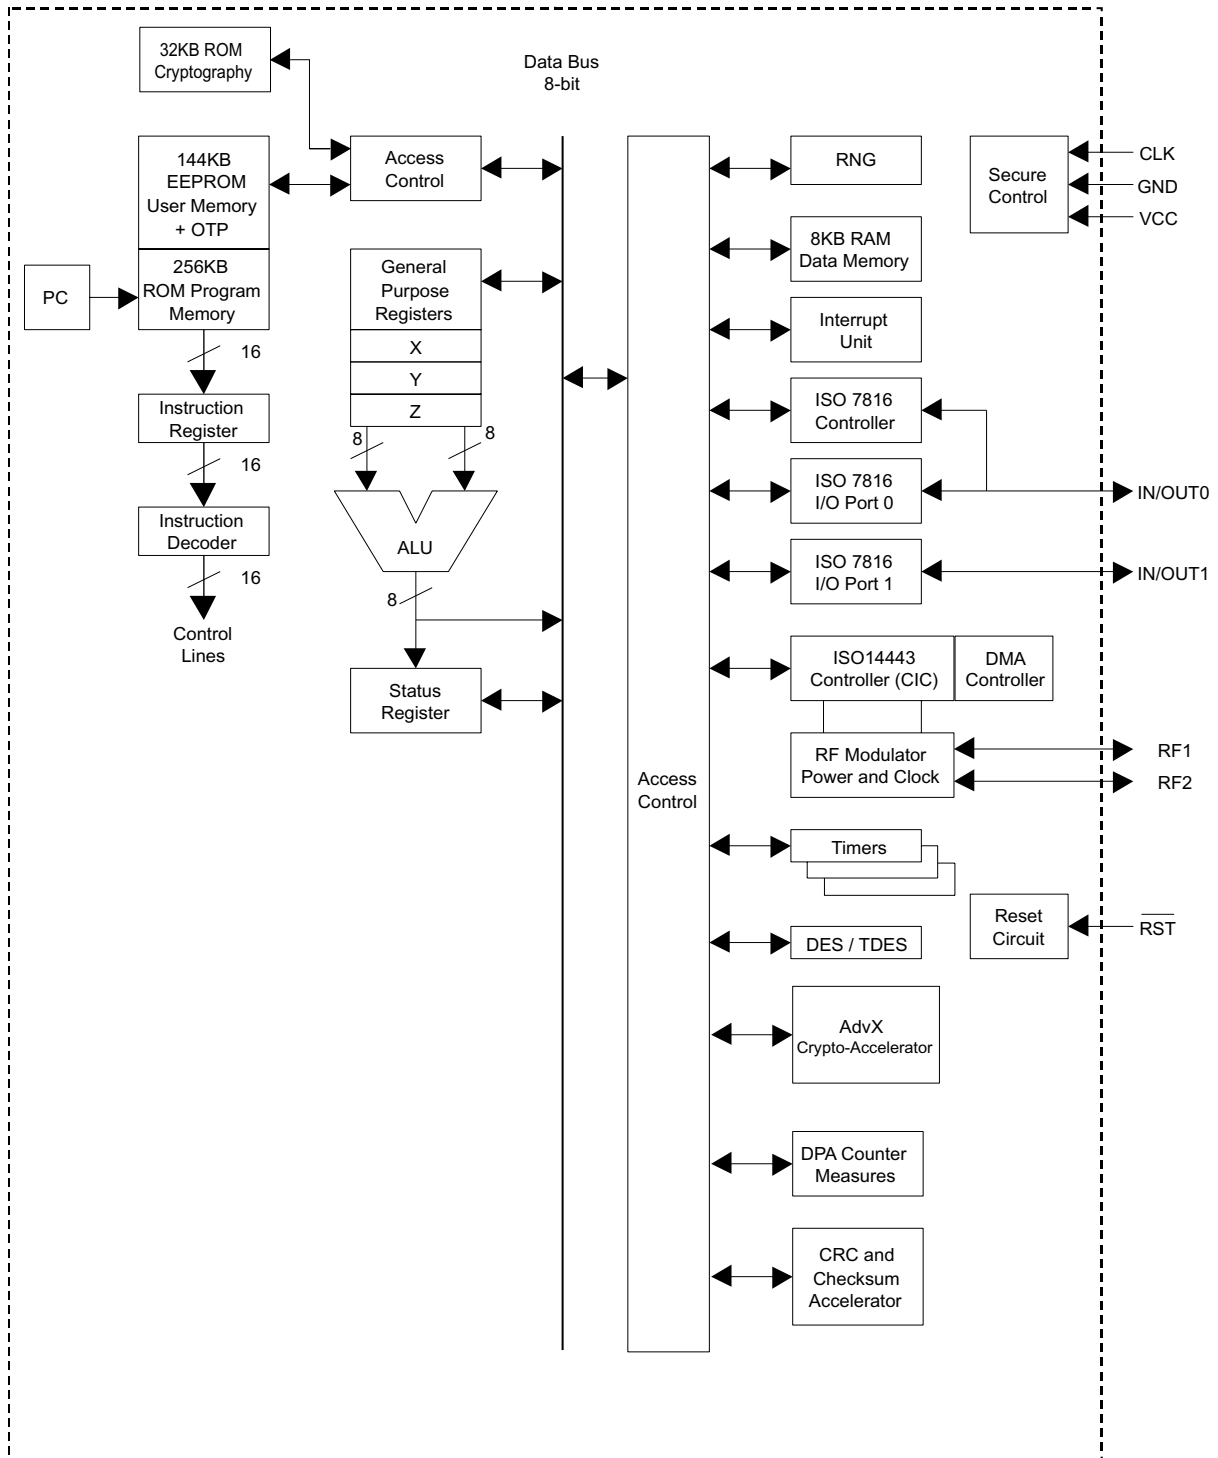 32KB ROM
Cryptography
Data Bus
8-bit
144KB
EEPROM
User Memory
+ OTP
Access
Control
256KB
ROM Program
Memory
PC
16
Instruction
Register
16
Instruction
Decoder
16
Control
Lines
General
Purpose
Registers
X
Y
Z
8
8
ALU
8
Status
Register
Access
Control
RNG
8KB RAM
Data Memory
Interrupt
Unit
ISO 7816
Controller
ISO 7816
I/O Port 0
ISO 7816
I/O Port 1
ISO14443
Controller (CIC)
DMA
Controller
RF Modulator
Power and Clock
Timers
DES / TDES
AdvX
Crypto-Accelerator
DPA Counter
Measures
CRC and
Checksum
Accelerator
Secure
Control
CLK
GND
VCC
IN/OUT0
IN/OUT1
RF1
RF2
Reset
Circuit
RST